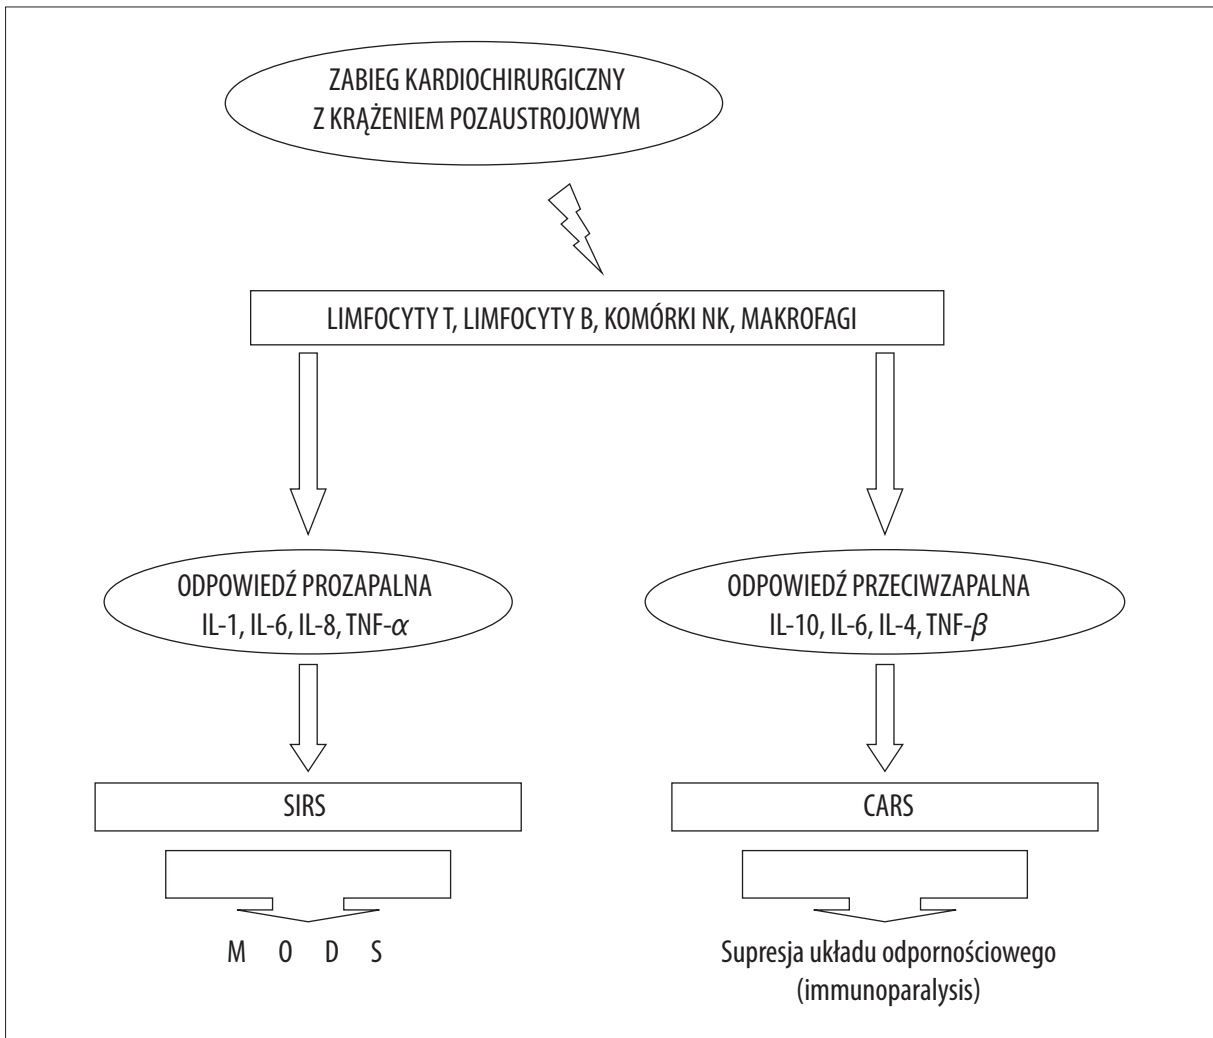 ZABIEG KARDIOCHIRURGICZNY
Z KRĄŻENIEM POZAUSTROJOWYM
LIMFOCYTY T, LIMFOCYTY B, KOMÓRKI NK, MAKROFAGI
ODPOWIEDŹ PROZAPALNA
IL-1, IL-6, IL-8, TNF-α
ODPOWIEDŹ PRZECIWZAPALNA
IL-10, IL-6, IL-4, TNF-β
SIRS
CARS
M O D S
Supresja układu odpornościowego
(immunoparalysis)